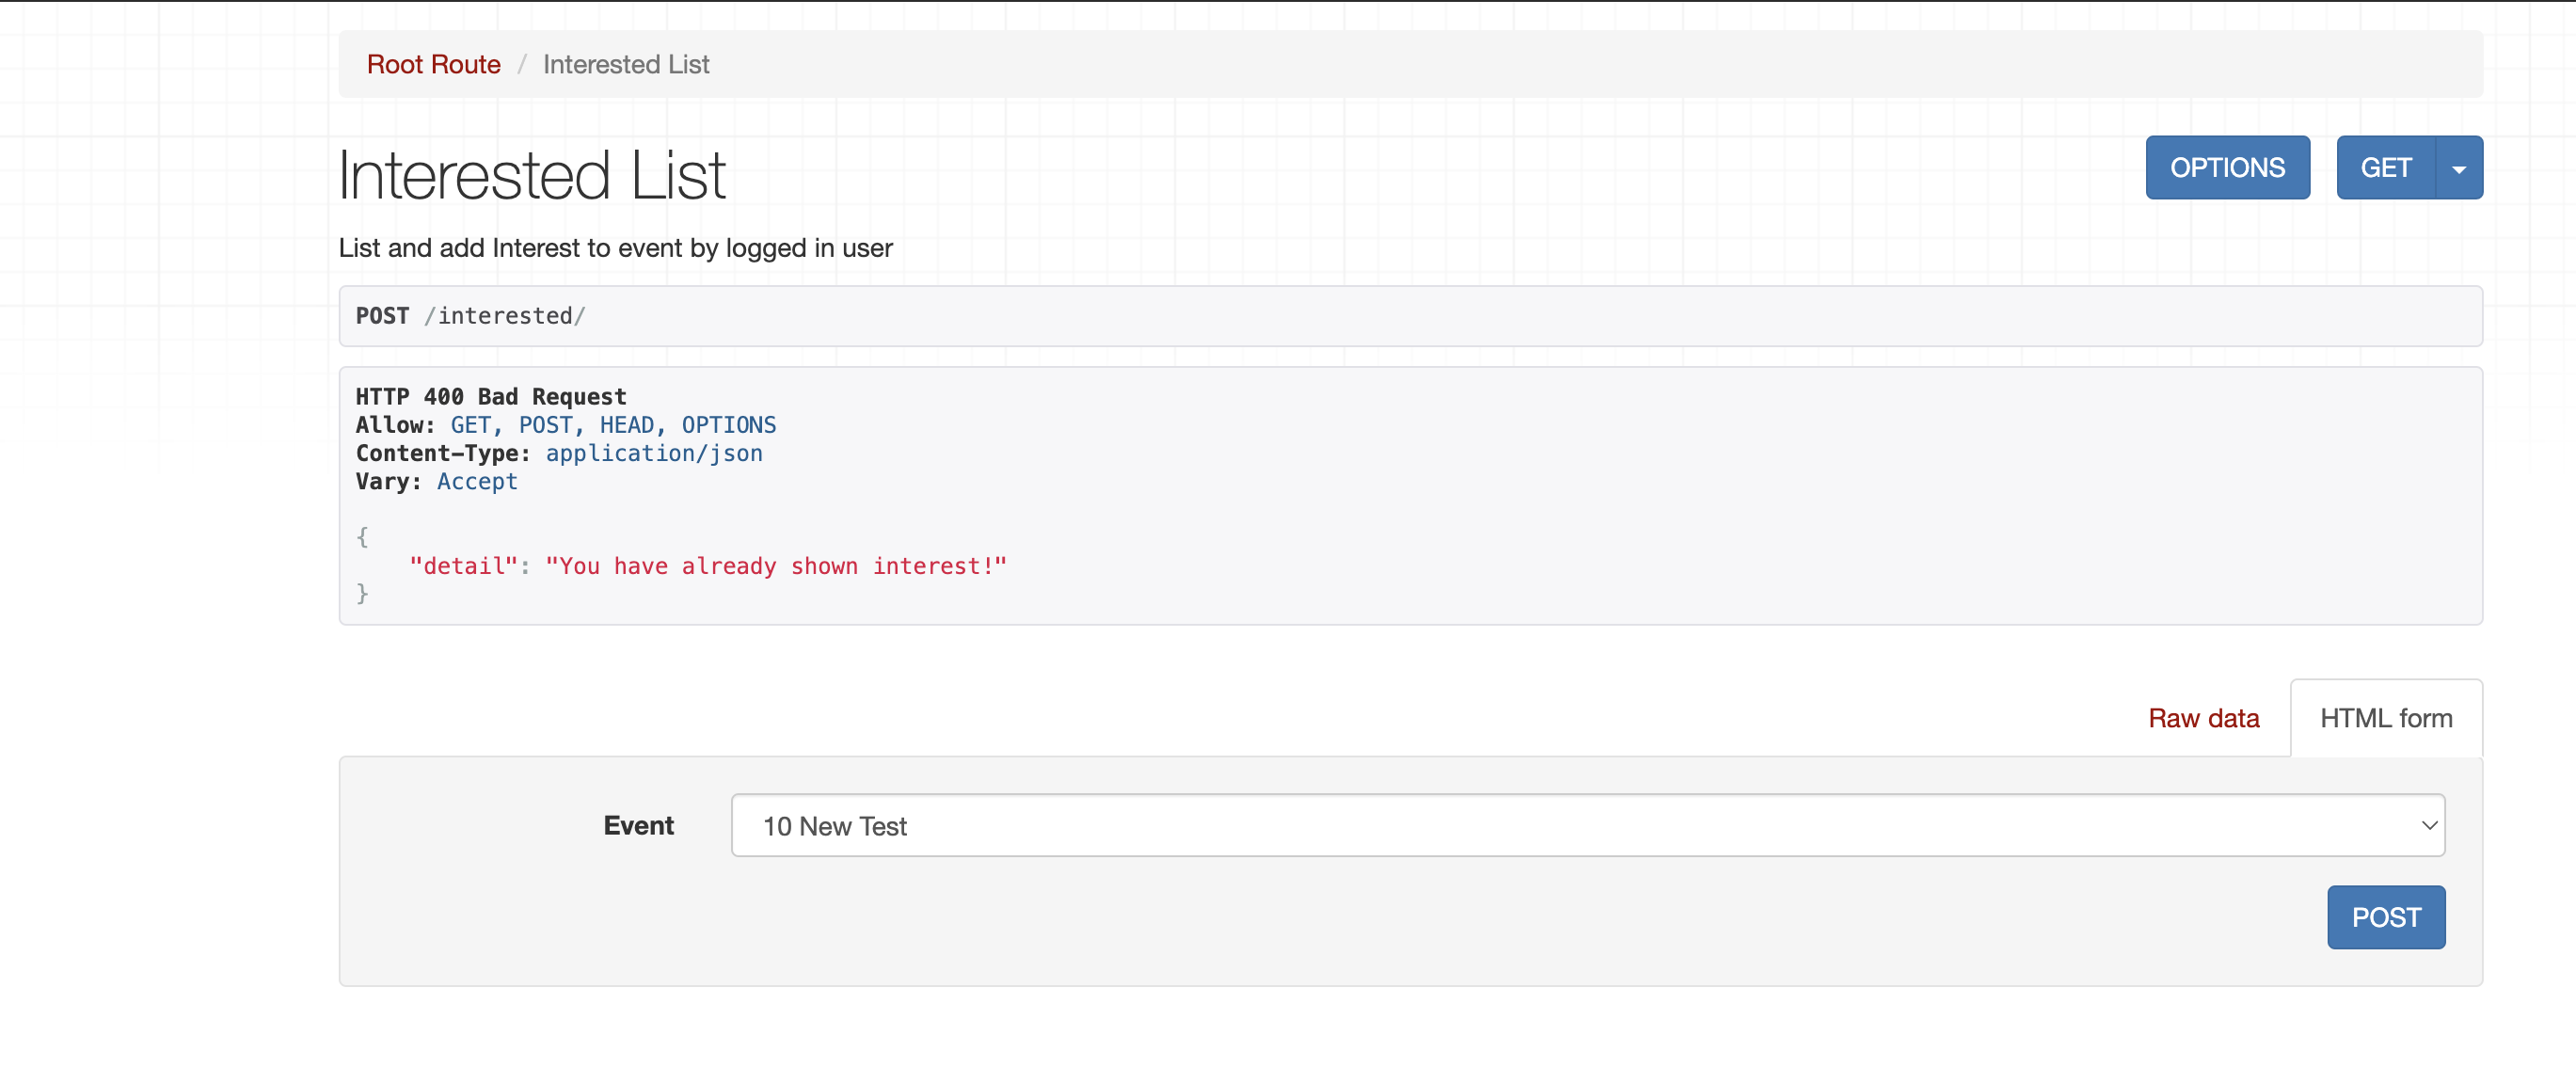 Root Route / Interested List
Interested List
OPTIONS
GET
List and add Interest to event by logged in user
POST /interested/
HTTP 400 Bad Request
Allow: GET, POST, HEAD, OPTIONS
Content-Type: application/json
Vary: Accept
{
    "detail": "You have already shown interest!"
}
Raw data
HTML form
Event
10 New Test
POST